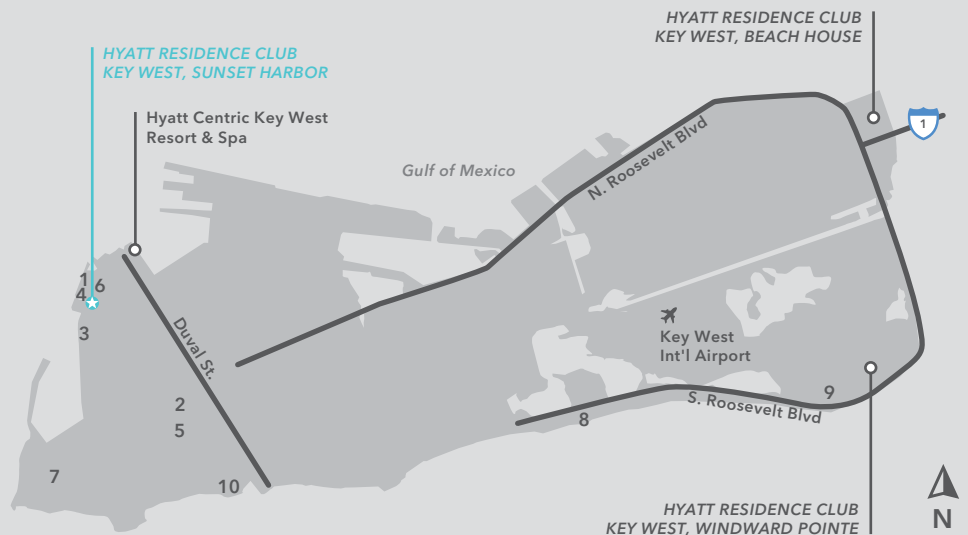 HYATT RESIDENCE CLUB
KEY WEST, BEACH HOUSE
HYATT RESIDENCE CLUB
KEY WEST, SUNSET HARBOR
Hyatt Centric Key West
Resort & Spa
1
Gulf of Mexico
N. Roosevelt Blvd
1
6
4
3
Duval St.
Key West
Int'l Airport
2
5
S. Roosevelt Blvd
9
8
7
10
HYATT RESIDENCE CLUB
KEY WEST, WINDWARD POINTE
N